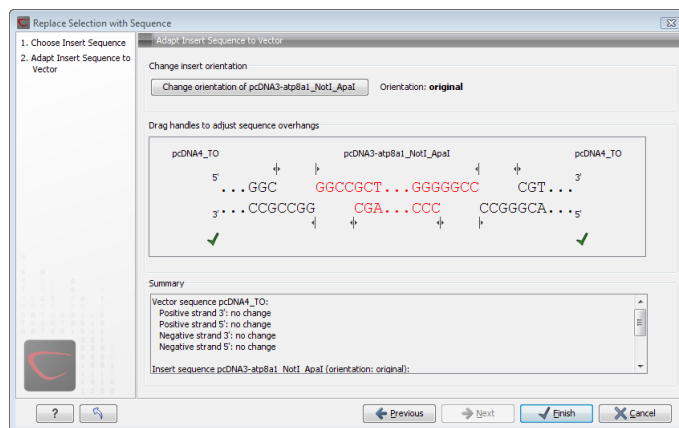 Replace Selection with Sequence
1. Choose Insert Sequence
2. Adapt Insert Sequence to
Vector
Adapt Insert Sequence to Vector
Change insert orientation
Change orientation of pcDNA3-atp8a1_NotI_ApaI Orientation: original
Drag handles to adjust sequence overhangs
pcDNA4_TO pcDNA3-atp8a1_NotI_ApaI pcDNA4_TO
5' 3'
...GGC GGCCGCT...GGGGGCC CGT...
3' ...CCGCCGG CGA...CCC CCGGGCA... 5'
Summary
Vector sequence pcDNA4_TO:
Positive strand 3': no change
Positive strand 5': no change
Negative strand 3': no change
Negative strand 5': no change
Insert sequence pcDNA3-atp8a1_NotI_ApaI (orientation: original):
? Previous Next Finish Cancel